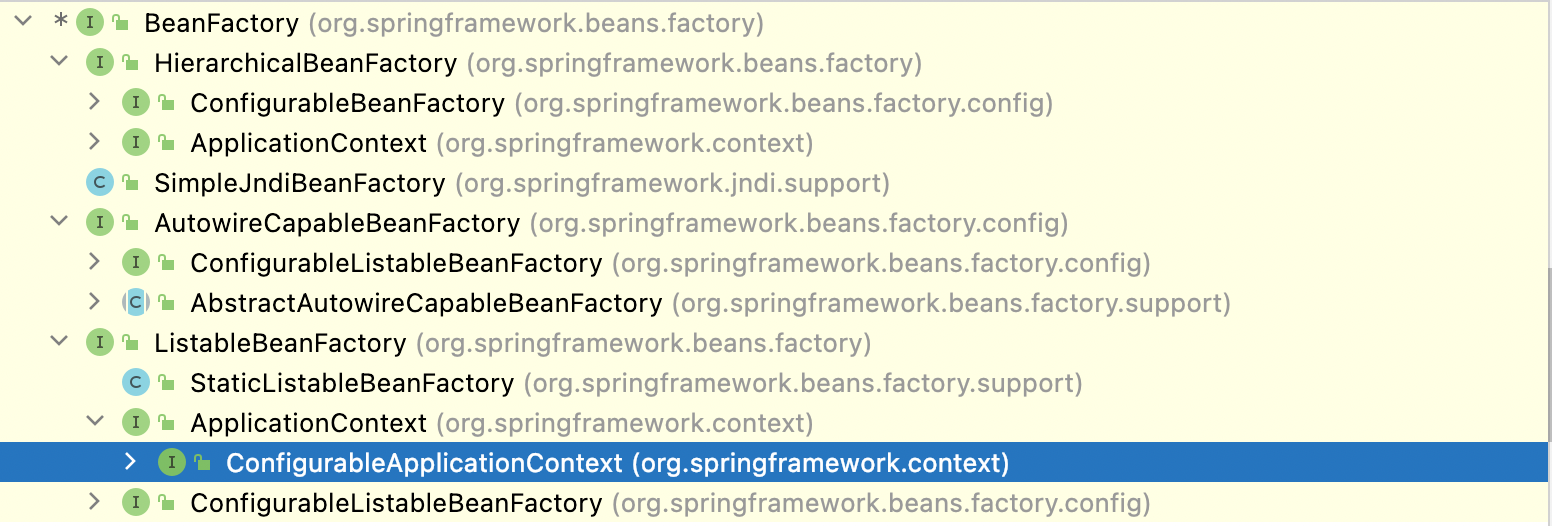 * I BeanFactory (org.springframework.beans.factory)
I HierarchicalBeanFactory (org.springframework.beans.factory)
I ConfigurableBeanFactory (org.springframework.beans.factory.config)
I ApplicationContext (org.springframework.context)
C SimpleJndiBeanFactory (org.springframework.jndi.support)
I AutowireCapableBeanFactory (org.springframework.beans.factory.config)
I ConfigurableListableBeanFactory (org.springframework.beans.factory.config)
C AbstractAutowireCapableBeanFactory (org.springframework.beans.factory.support)
I ListableBeanFactory (org.springframework.beans.factory)
C StaticListableBeanFactory (org.springframework.beans.factory.support)
I ApplicationContext (org.springframework.context)
I ConfigurableApplicationContext (org.springframework.context)
I ConfigurableListableBeanFactory (org.springframework.beans.factory.config)